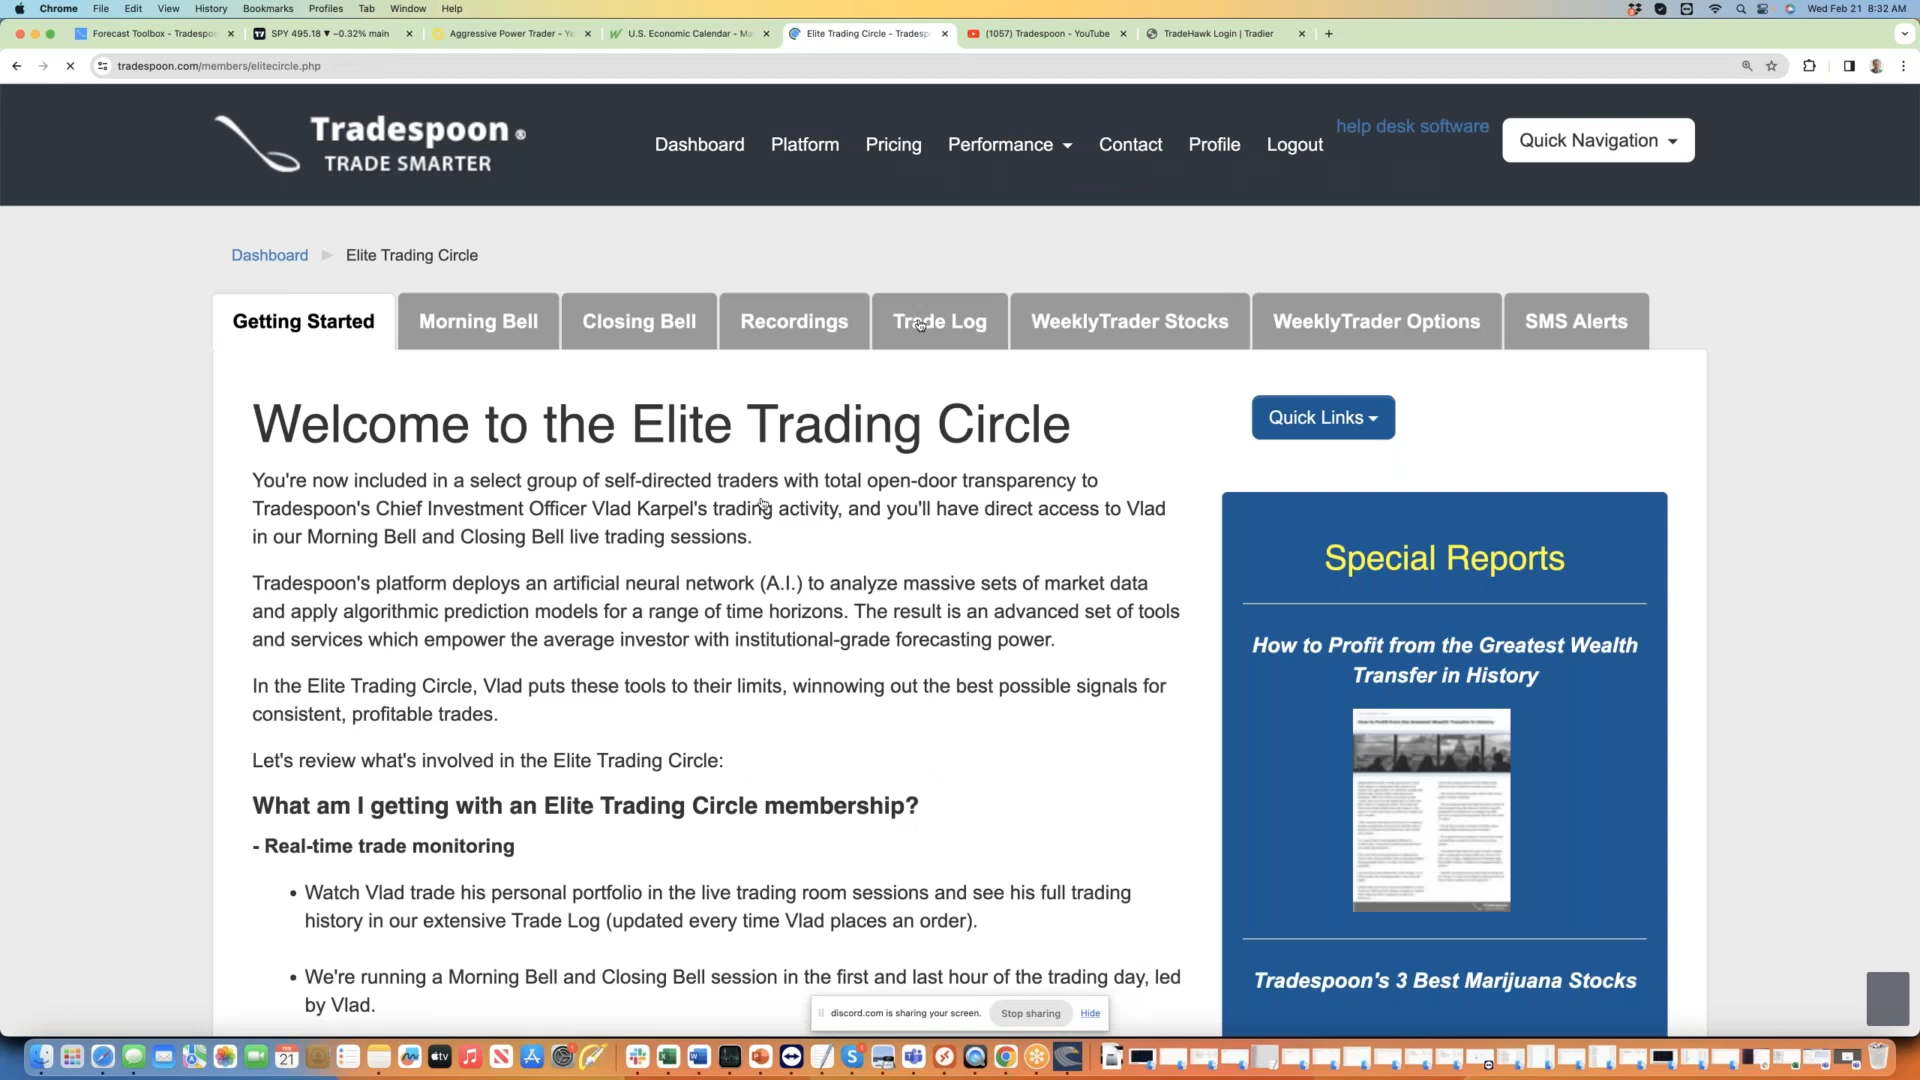 Chrome File Edit View History Bookmarks Profiles Tab Window Help
Wed Feb 21 8:32 AM
Forecast Toolbox - Tradespoo
SPY 495.18 ▼ −0.32% main
Aggressive Power Trader - Y
U.S. Economic Calendar - Ma
Elite Trading Circle - Tradesp
(1057) Tradespoon - YouTube
TradeHawk Login | Tradier
tradespoon.com/members/elitecircle.php
Tradespoon®
TRADE SMARTER
Dashboard Platform Pricing Performance Contact Profile Logout
help desk software
Quick Navigation
Dashboard Elite Trading Circle
Getting Started
Morning Bell
Closing Bell
Recordings
Trade Log
WeeklyTrader Stocks
WeeklyTrader Options
SMS Alerts
Welcome to the Elite Trading Circle
You're now included in a select group of self-directed traders with total open-door transparency to
Tradespoon's Chief Investment Officer Vlad Karpel's trading activity, and you'll have direct access to Vlad
in our Morning Bell and Closing Bell live trading sessions.
Tradespoon's platform deploys an artificial neural network (A.I.) to analyze massive sets of market data
and apply algorithmic prediction models for a range of time horizons. The result is an advanced set of tools
and services which empower the average investor with institutional-grade forecasting power.
In the Elite Trading Circle, Vlad puts these tools to their limits, winnowing out the best possible signals for
consistent, profitable trades.
Let's review what's involved in the Elite Trading Circle:
What am I getting with an Elite Trading Circle membership?
- Real-time trade monitoring
• Watch Vlad trade his personal portfolio in the live trading room sessions and see his full trading
history in our extensive Trade Log (updated every time Vlad places an order).
• We're running a Morning Bell and Closing Bell session in the first and last hour of the trading day, led
by Vlad.
Quick Links
Special Reports
How to Profit from the Greatest Wealth
Transfer in History
Tradespoon's 3 Best Marijuana Stocks
discord.com is sharing your screen.
Stop sharing
Hide
FEB
21
tv